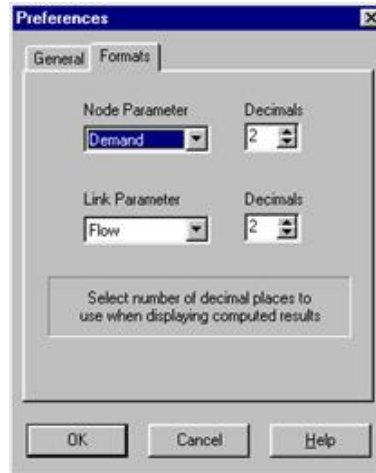 Preferences
General Formats
Node Parameter Decimals
Demand 2
Link Parameter Decimals
Flow 2
Select number of decimal places to
use when displaying computed results
OK Cancel Help